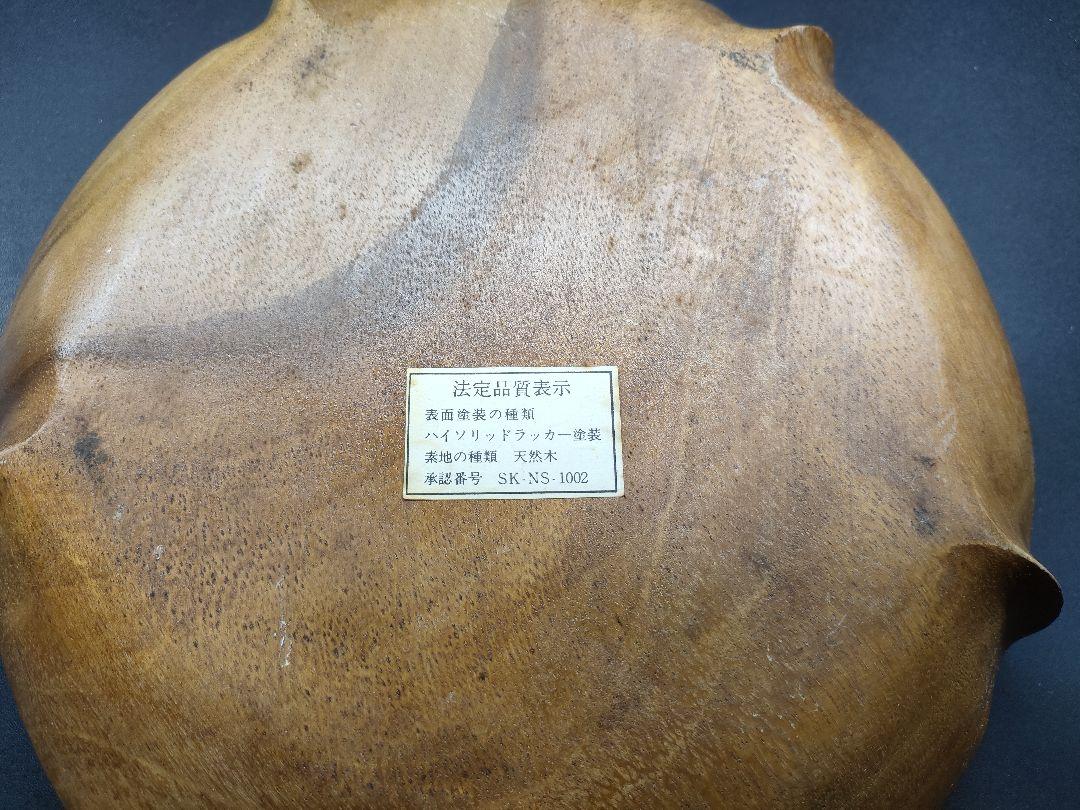 法定品質表示
表面塗装の種類
ハイソリッドラッカー塗装
素地の種類　天然木
承認番号　SK-NS-1002